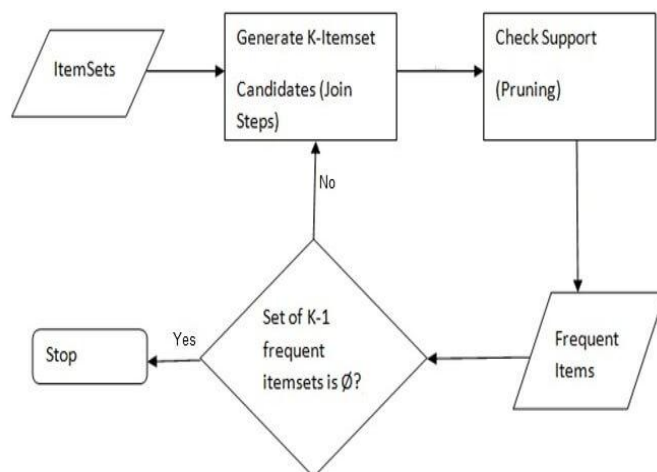 ItemSets
Generate K-Itemset
Candidates (Join
Steps)
Check Support
(Pruning)
No
Set of K-1
frequent
itemsets is Ø?
Yes
Stop
Frequent
Items